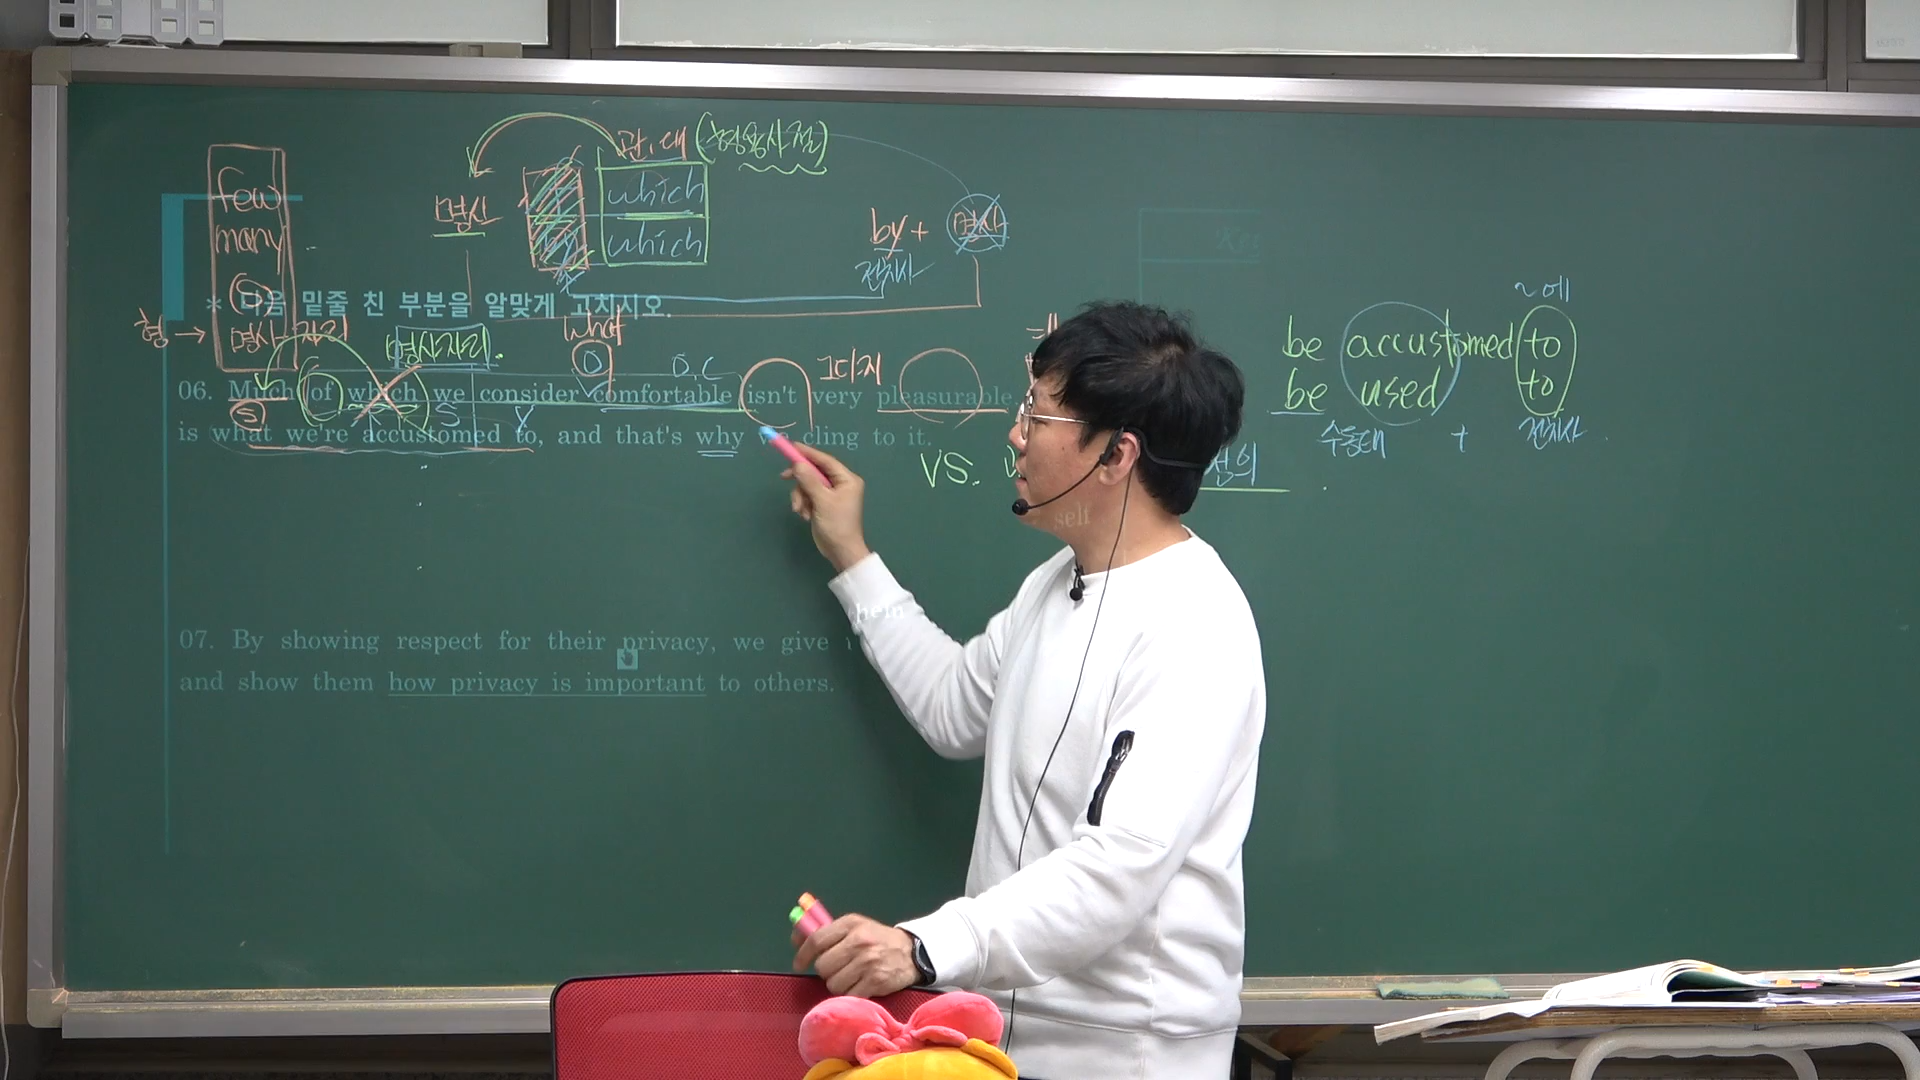 관.대 (형용사절)
few
many
(S)
명사
which
which
by + 명사
전치사
* 다음 밑줄 친 부분을 알맞게 고치시오.
형 → 명사 자리
명사자리.
what
O
O.C
그다지
06. Much of which we consider comfortable isn't very pleasurable
S
S
V
is what we're accustomed to, and that's why cling to it.
VS.
정의
~에
be accustomed to
be used to
수동태 + 전치사
self
them
07. By showing respect for their privacy, we give
and show them how privacy is important to others.